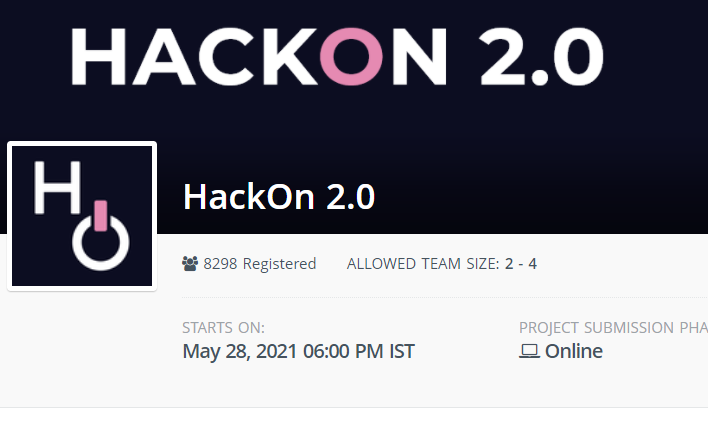 HACKON 2.0
H
HackOn 2.0
8298 Registered ALLOWED TEAM SIZE: 2 - 4
STARTS ON: PROJECT SUBMISSION PHA
May 28, 2021 06:00 PM IST Online